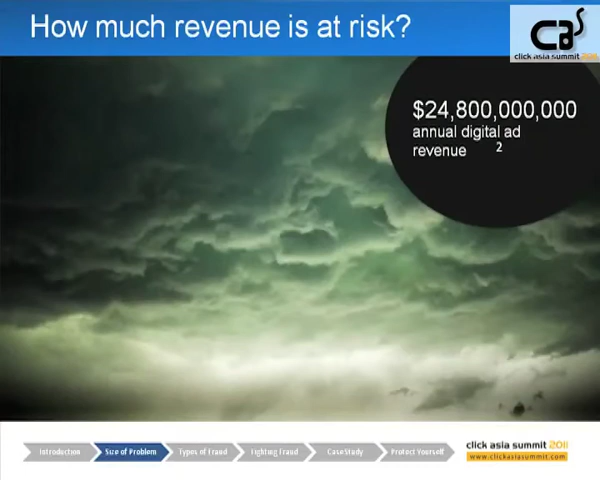 How much revenue is at risk?
cas
click asia summit 2011
$24,800,000,000
annual digital ad
revenue 2
Introduction
Size of Problem
Types of Fraud
Fighting Fraud
Case Study
Protect Yourself
click asia summit 2011
www.clickasiasummit.com